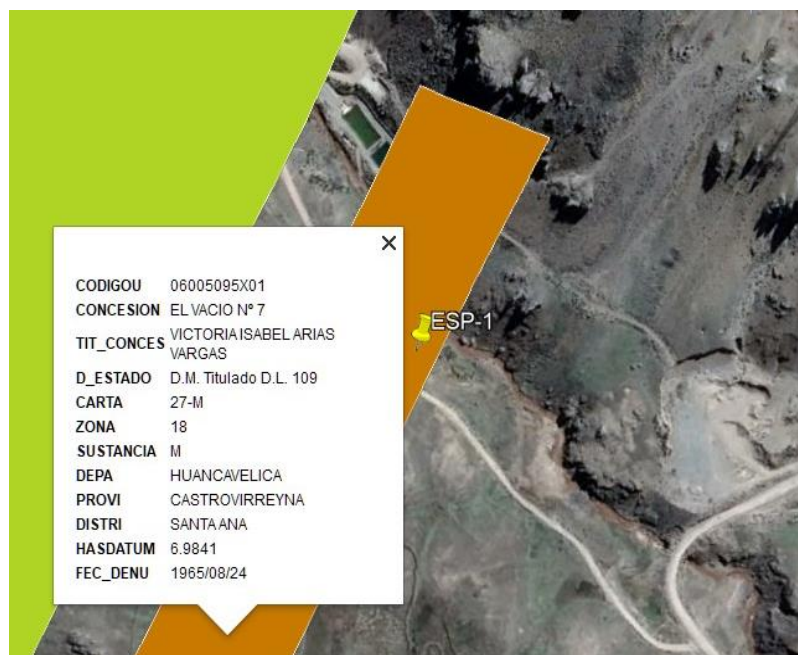 ESP-1
CODIGOU 06005095X01
CONCESION EL VACIO Nº 7
TIT_CONCES VICTORIA ISABEL ARIAS
VARGAS
D_ESTADO D.M. Titulado D.L. 109
CARTA 27-M
ZONA 18
SUSTANCIA M
DEPA HUANCAVELICA
PROVI CASTROVIRREYNA
DISTRI SANTA ANA
HASDATUM 6.9841
FEC_DENU 1965/08/24